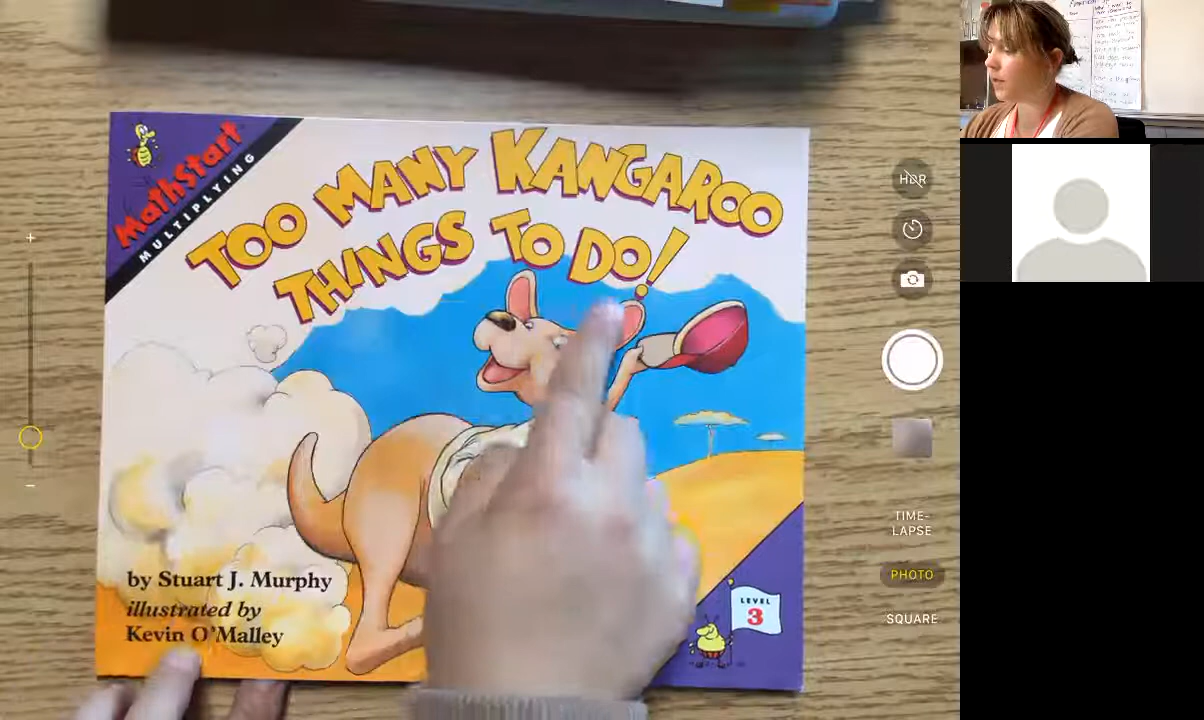 MathStart
MULTIPLYING
TOO MANY KANGAROO
THINGS TO DO!
by Stuart J. Murphy
illustrated by
Kevin O'Malley
LEVEL
3
HDR
TIME-
LAPSE
PHOTO
SQUARE